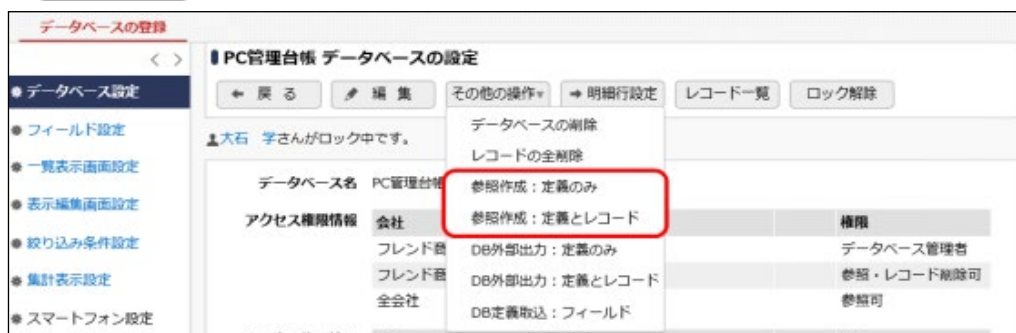 データベースの登録
< >
PC管理台帳 データベースの設定
● データベース設定
← 戻 る
編 集
その他の操作▼
→ 明細行設定
レコード一覧
ロック解除
● フィールド設定
大石 学さんがロック中です。
データベースの削除
レコードの全削除
● 一覧表示画面設定
データベース名 PC管理台帳
参照作成：定義のみ
● 表示編集画面設定
参照作成：定義とレコード
アクセス権限情報 会社 権限
● 絞り込み条件設定
フレンド商
DB外部出力：定義のみ
データベース管理者
● 集計表示設定
フレンド商
DB外部出力：定義とレコード
参照・レコード削除可
全会社
DB定義取込：フィールド
参照可
● スマートフォン設定